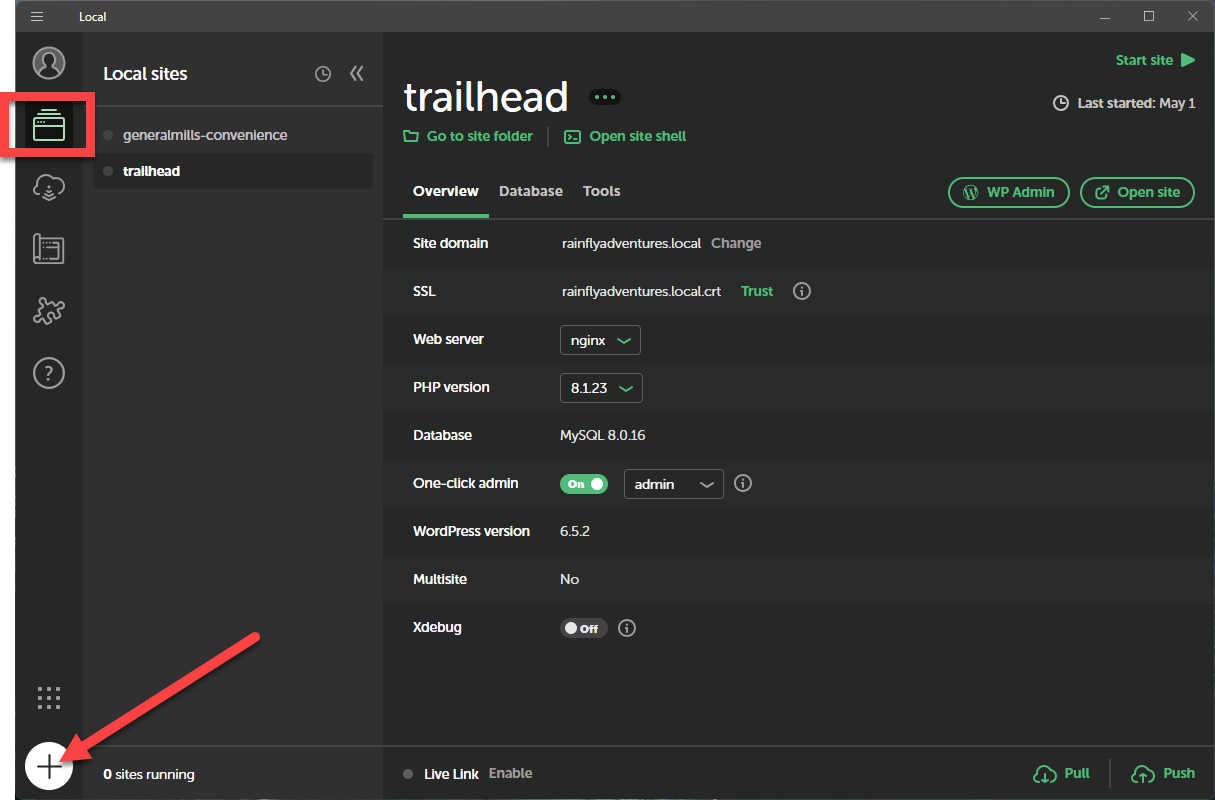 Local
Local sites
generalmills-convenience
trailhead
0 sites running
Start site
trailhead
Last started: May 1
Go to site folder
Open site shell
Overview
Database
Tools
WP Admin
Open site
Site domain
rainflyadventures.local
Change
SSL
rainflyadventures.local.crt
Trust
Web server
nginx
PHP version
8.1.23
Database
MySQL 8.0.16
One-click admin
On
admin
WordPress version
6.5.2
Multisite
No
Xdebug
Off
Live Link
Enable
Pull
Push